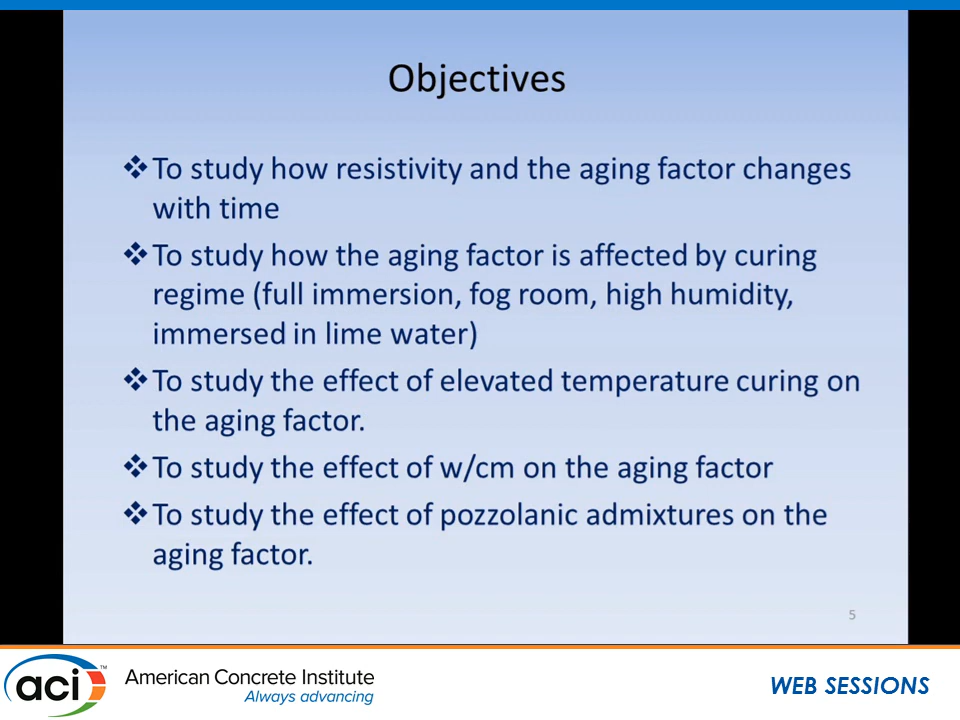 Objectives
❖To study how resistivity and the aging factor changes
with time
❖To study how the aging factor is affected by curing
regime (full immersion, fog room, high humidity,
immersed in lime water)
❖To study the effect of elevated temperature curing on
the aging factor.
❖To study the effect of w/cm on the aging factor
❖To study the effect of pozzolanic admixtures on the
aging factor.
5
aci™
American Concrete Institute
Always advancing
WEB SESSIONS